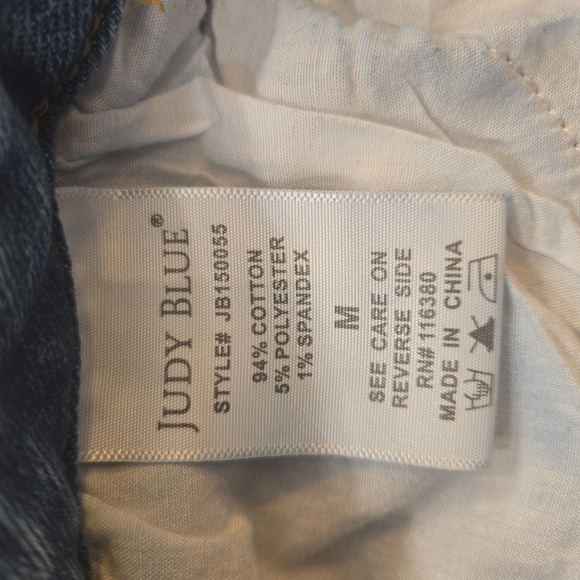 JUDY BLUE®
STYLE# JB150055
94% COTTON
5% POLYESTER
1% SPANDEX
M
SEE CARE ON
REVERSE SIDE
RN# 116380
MADE IN CHINA